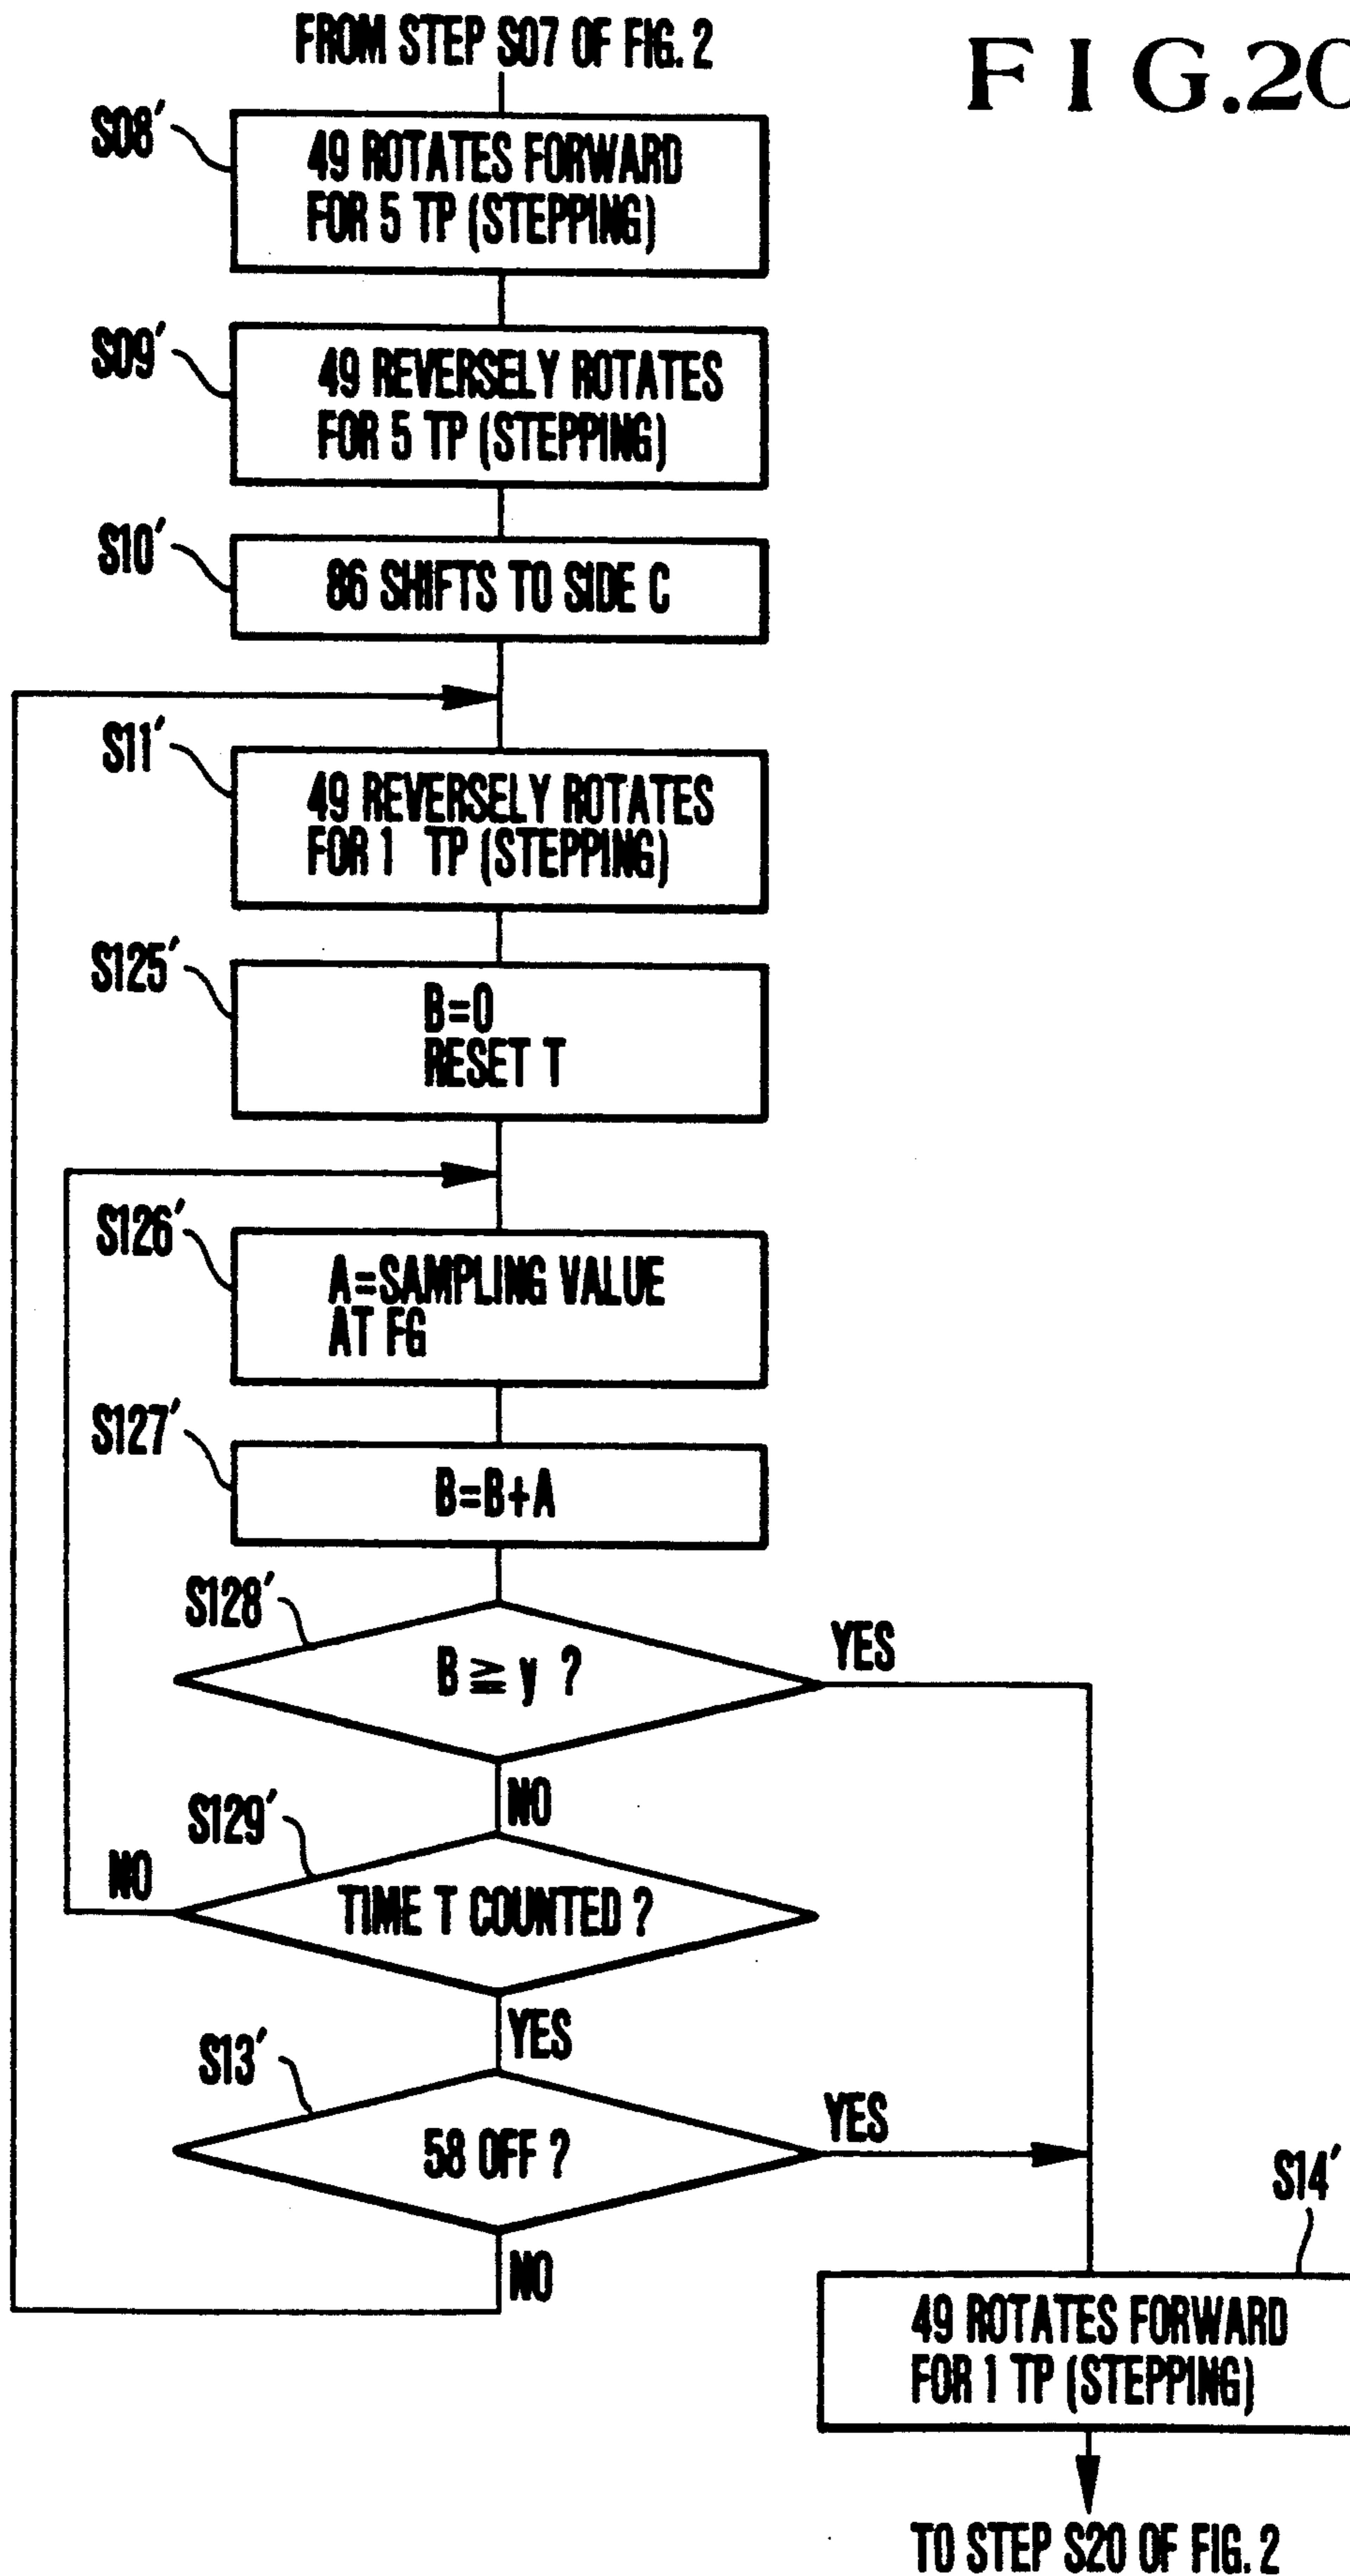 FROM STEP S07 OF FIG. 2
FIG.20
S08′
49 ROTATES FORWARD
FOR 5 TP (STEPPING)
S09′
49 REVERSELY ROTATES
FOR 5 TP (STEPPING)
S10′
86 SHIFTS TO SIDE C
S11′
49 REVERSELY ROTATES
FOR 1 TP (STEPPING)
S125′
B=0
RESET T
S126′
A=SAMPLING VALUE
AT FG
S127′
B=B+A
S128′
B ≧ y ?
YES
NO
S129′
NO
TIME T COUNTED ?
YES
S13′
58 OFF ?
YES
NO
S14′
49 ROTATES FORWARD
FOR 1 TP (STEPPING)
TO STEP S20 OF FIG. 2